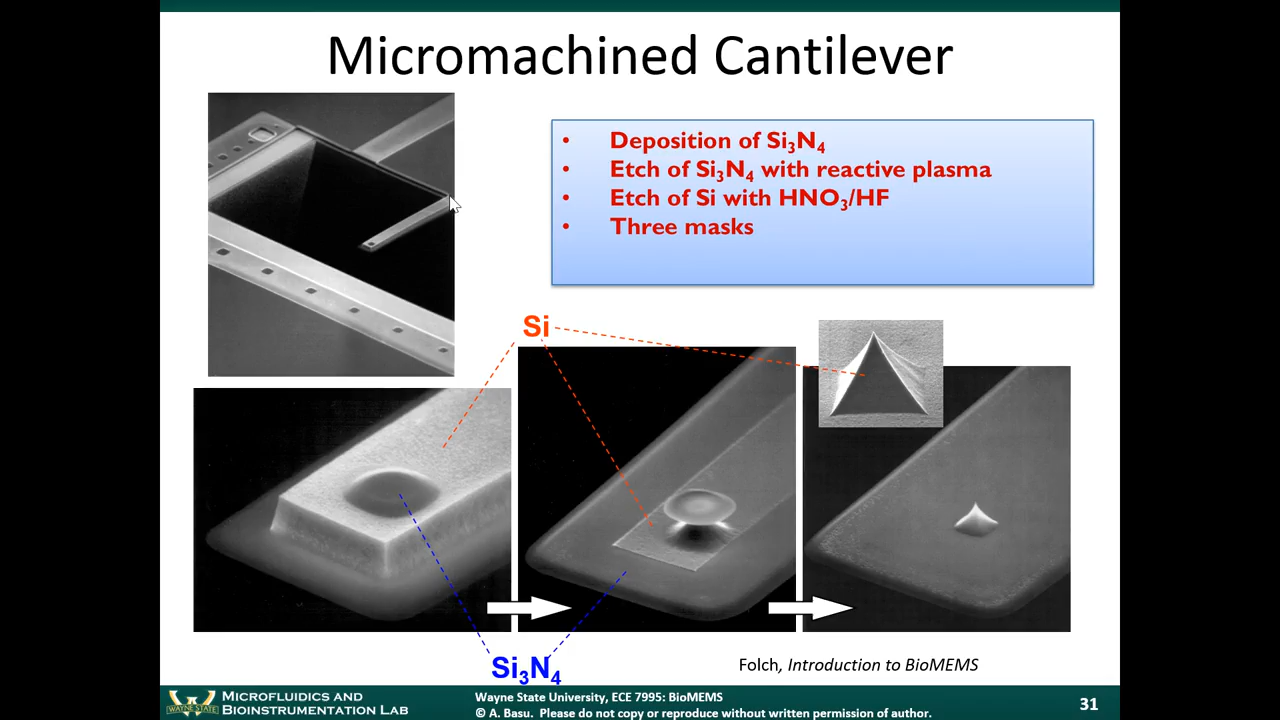 Micromachined Cantilever
• Deposition of Si₃N₄
• Etch of Si₃N₄ with reactive plasma
• Etch of Si with HNO₃/HF
• Three masks
Si
Si₃N₄
Folch, Introduction to BioMEMS
WAYNE STATE
MICROFLUIDICS AND
BIOINSTRUMENTATION LAB
Wayne State University, ECE 7995: BioMEMS
© A. Basu. Please do not copy or reproduce without written permission of author.
31